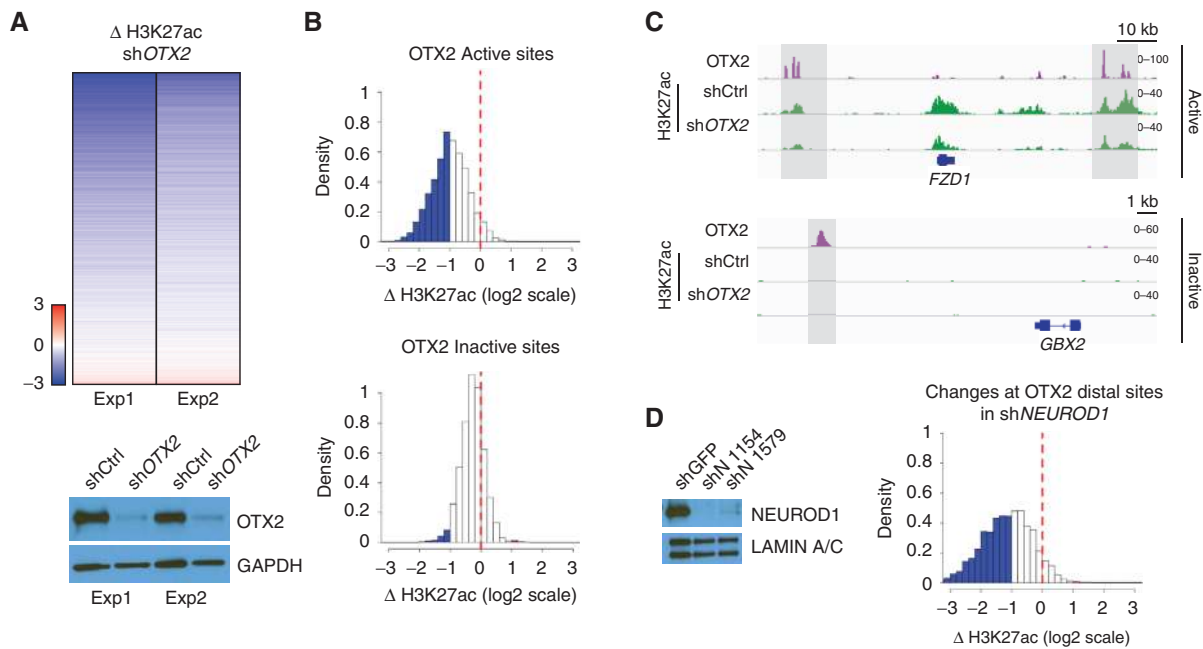 A
Δ H3K27ac
shOTX2
3
0
−3
Exp1
Exp2
shCtrl
shOTX2
shCtrl
shOTX2
OTX2
GAPDH
Exp1
Exp2
B
OTX2 Active sites
1
0.8
0.6
0.4
0.2
0
Density
−3 −2 −1 0 1 2 3
Δ H3K27ac (log2 scale)
OTX2 Inactive sites
1
0.8
0.6
0.4
0.2
0
Density
−3 −2 −1 0 1 2 3
Δ H3K27ac (log2 scale)
C
10 kb
OTX2
0–100
H3K27ac
shCtrl
0–40
shOTX2
0–40
FZD1
Active
1 kb
OTX2
0–60
H3K27ac
shCtrl
0–40
shOTX2
0–40
GBX2
Inactive
D
shGFP
shN 1154
shN 1579
NEUROD1
LAMIN A/C
Changes at OTX2 distal sites
in shNEUROD1
1
0.8
0.6
0.4
0.2
0
Density
−3 −2 −1 0 1 2 3
Δ H3K27ac (log2 scale)